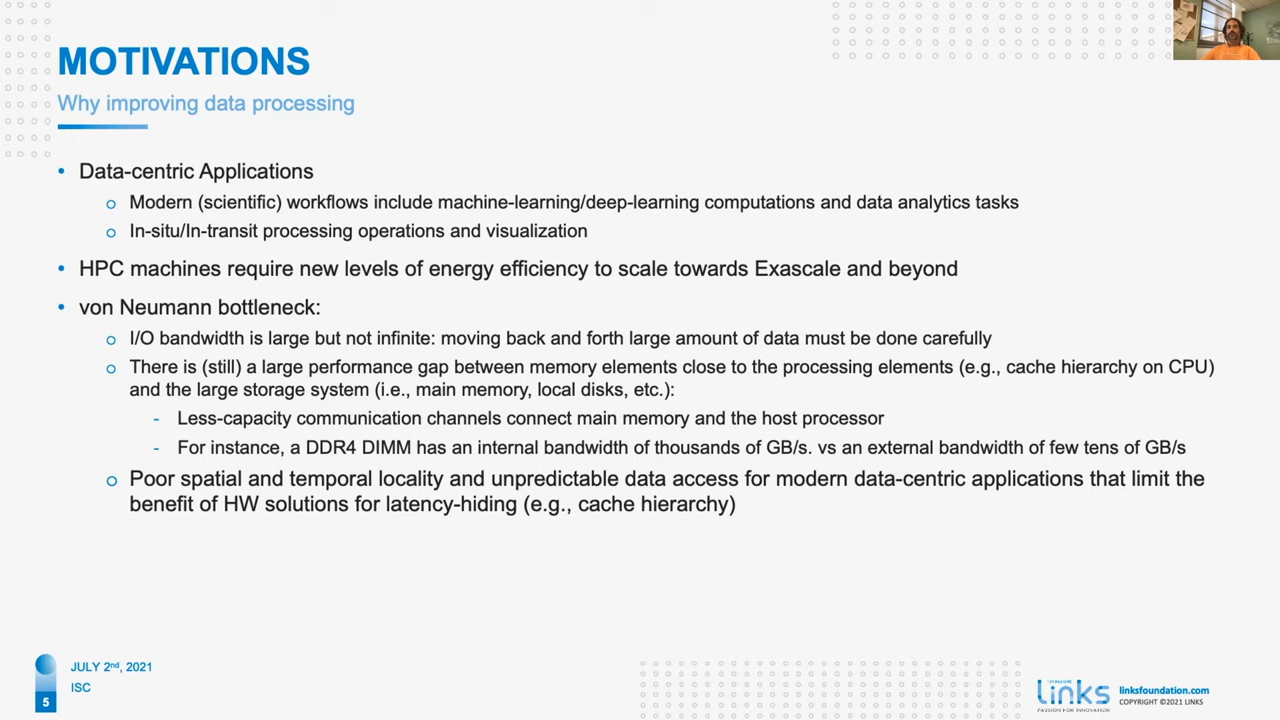 MOTIVATIONS
Why improving data processing
• Data-centric Applications
o Modern (scientific) workflows include machine-learning/deep-learning computations and data analytics tasks
o In-situ/In-transit processing operations and visualization
• HPC machines require new levels of energy efficiency to scale towards Exascale and beyond
• von Neumann bottleneck:
o I/O bandwidth is large but not infinite: moving back and forth large amount of data must be done carefully
o There is (still) a large performance gap between memory elements close to the processing elements (e.g., cache hierarchy on CPU)
and the large storage system (i.e., main memory, local disks, etc.):
- Less-capacity communication channels connect main memory and the host processor
- For instance, a DDR4 DIMM has an internal bandwidth of thousands of GB/s. vs an external bandwidth of few tens of GB/s
o Poor spatial and temporal locality and unpredictable data access for modern data-centric applications that limit the
benefit of HW solutions for latency-hiding (e.g., cache hierarchy)
JULY 2nd, 2021
ISC
5
FONDAZIONE
LINKS
PASSION FOR INNOVATION
linksfoundation.com
COPYRIGHT ©2021 LINKS